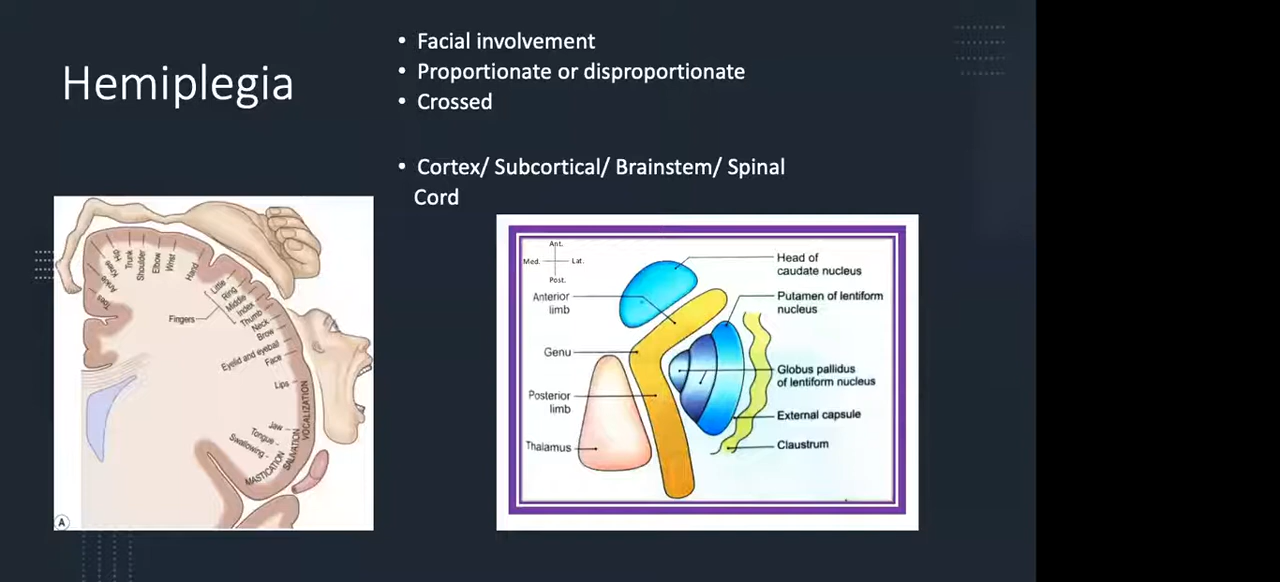 Hemiplegia
• Facial involvement
• Proportionate or disproportionate
• Crossed
• Cortex/ Subcortical/ Brainstem/ Spinal
Cord
Toes
Ankle
Knee
Hip
Trunk
Shoulder
Elbow
Wrist
Hand
Little
Ring
Middle
Index
Thumb
Fingers
Neck
Brow
Eyelid and eyeball
Face
Lips
VOCALIZATION
Jaw
Tongue
Swallowing
SALIVATION
MASTICATION
A
Ant.
Med.
Lat.
Post.
Anterior
limb
Genu
Posterior
limb
Thalamus
Head of
caudate nucleus
Putamen of lentiform
nucleus
Globus pallidus
of lentiform nucleus
External capsule
Claustrum